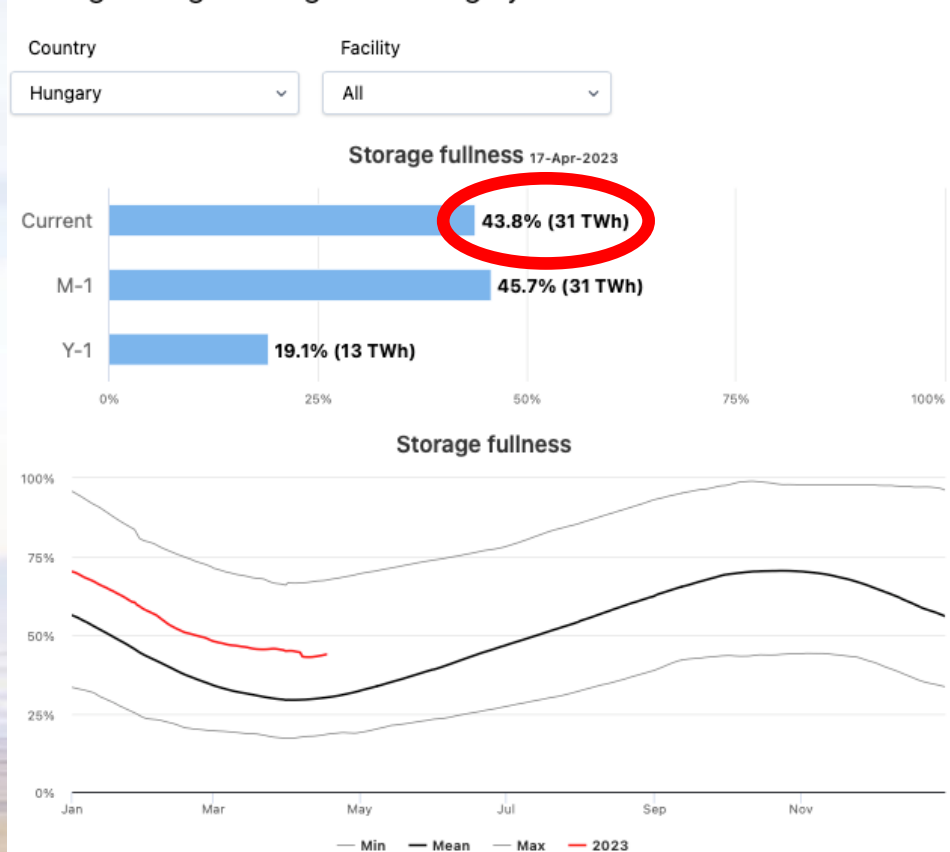 Country Facility
Hungary All
Storage fullness 17-Apr-2023
Current 43.8% (31 TWh)
M-1 45.7% (31 TWh)
Y-1 19.1% (13 TWh)
0% 25% 50% 75% 100%
Storage fullness
100%
75%
50%
25%
0%
Jan Mar May Jul Sep Nov
Min Mean Max 2023